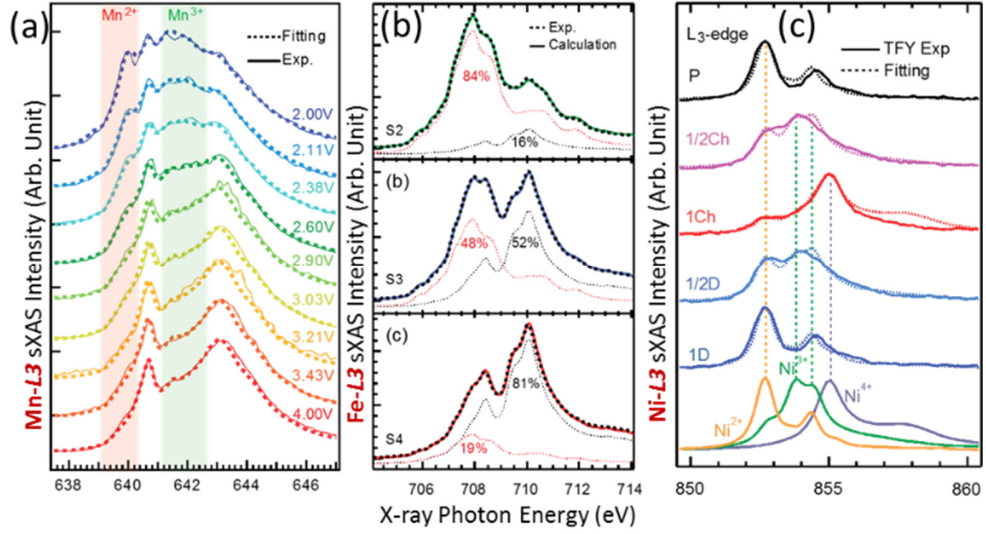 (a)
Mn2+
Mn3+
Fitting
Exp.
2.00V
2.11V
2.38V
2.60V
2.90V
3.03V
3.21V
3.43V
4.00V
Mn-L3 sXAS Intensity (Arb. Unit)
638 640 642 644 646
(b)
Exp.
Calculation
84%
S2
16%
(b)
48%
52%
S3
(c)
81%
S4
19%
Fe-L3 sXAS Intensity (Arb. Unit)
706 708 710 712 714
X-ray Photon Energy (eV)
L3-edge
(c)
TFY Exp
Fitting
P
1/2Ch
1Ch
1/2D
1D
Ni3+
Ni4+
Ni2+
Ni-L3 sXAS Intensity (Arb. Unit)
850 855 860